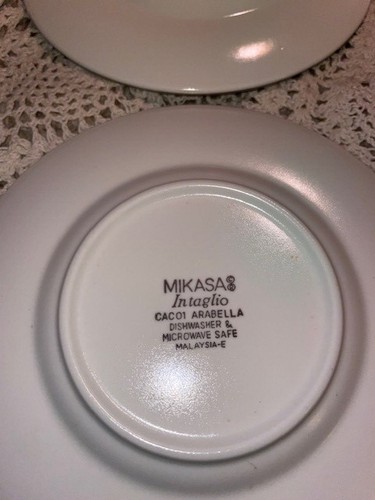 MIKASA
Intaglio
CAC01 ARABELLA
DISHWASHER &
MICROWAVE SAFE
MALAYSIA-E